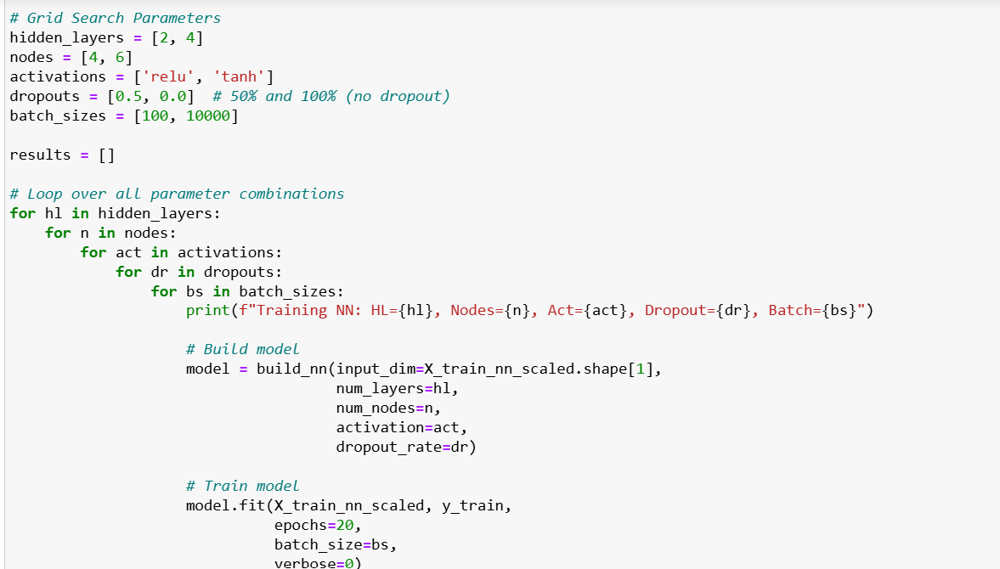 # Grid Search Parameters
hidden_layers = [2, 4]
nodes = [4, 6]
activations = ['relu', 'tanh']
dropouts = [0.5, 0.0]  # 50% and 100% (no dropout)
batch_sizes = [100, 10000]

results = []

# Loop over all parameter combinations
for hl in hidden_layers:
    for n in nodes:
        for act in activations:
            for dr in dropouts:
                for bs in batch_sizes:
                    print(f"Training NN: HL={hl}, Nodes={n}, Act={act}, Dropout={dr}, Batch={bs}")

                    # Build model
                    model = build_nn(input_dim=X_train_nn_scaled.shape[1],
                                     num_layers=hl,
                                     num_nodes=n,
                                     activation=act,
                                     dropout_rate=dr)

                    # Train model
                    model.fit(X_train_nn_scaled, y_train,
                              epochs=20,
                              batch_size=bs,
                              verbose=0)